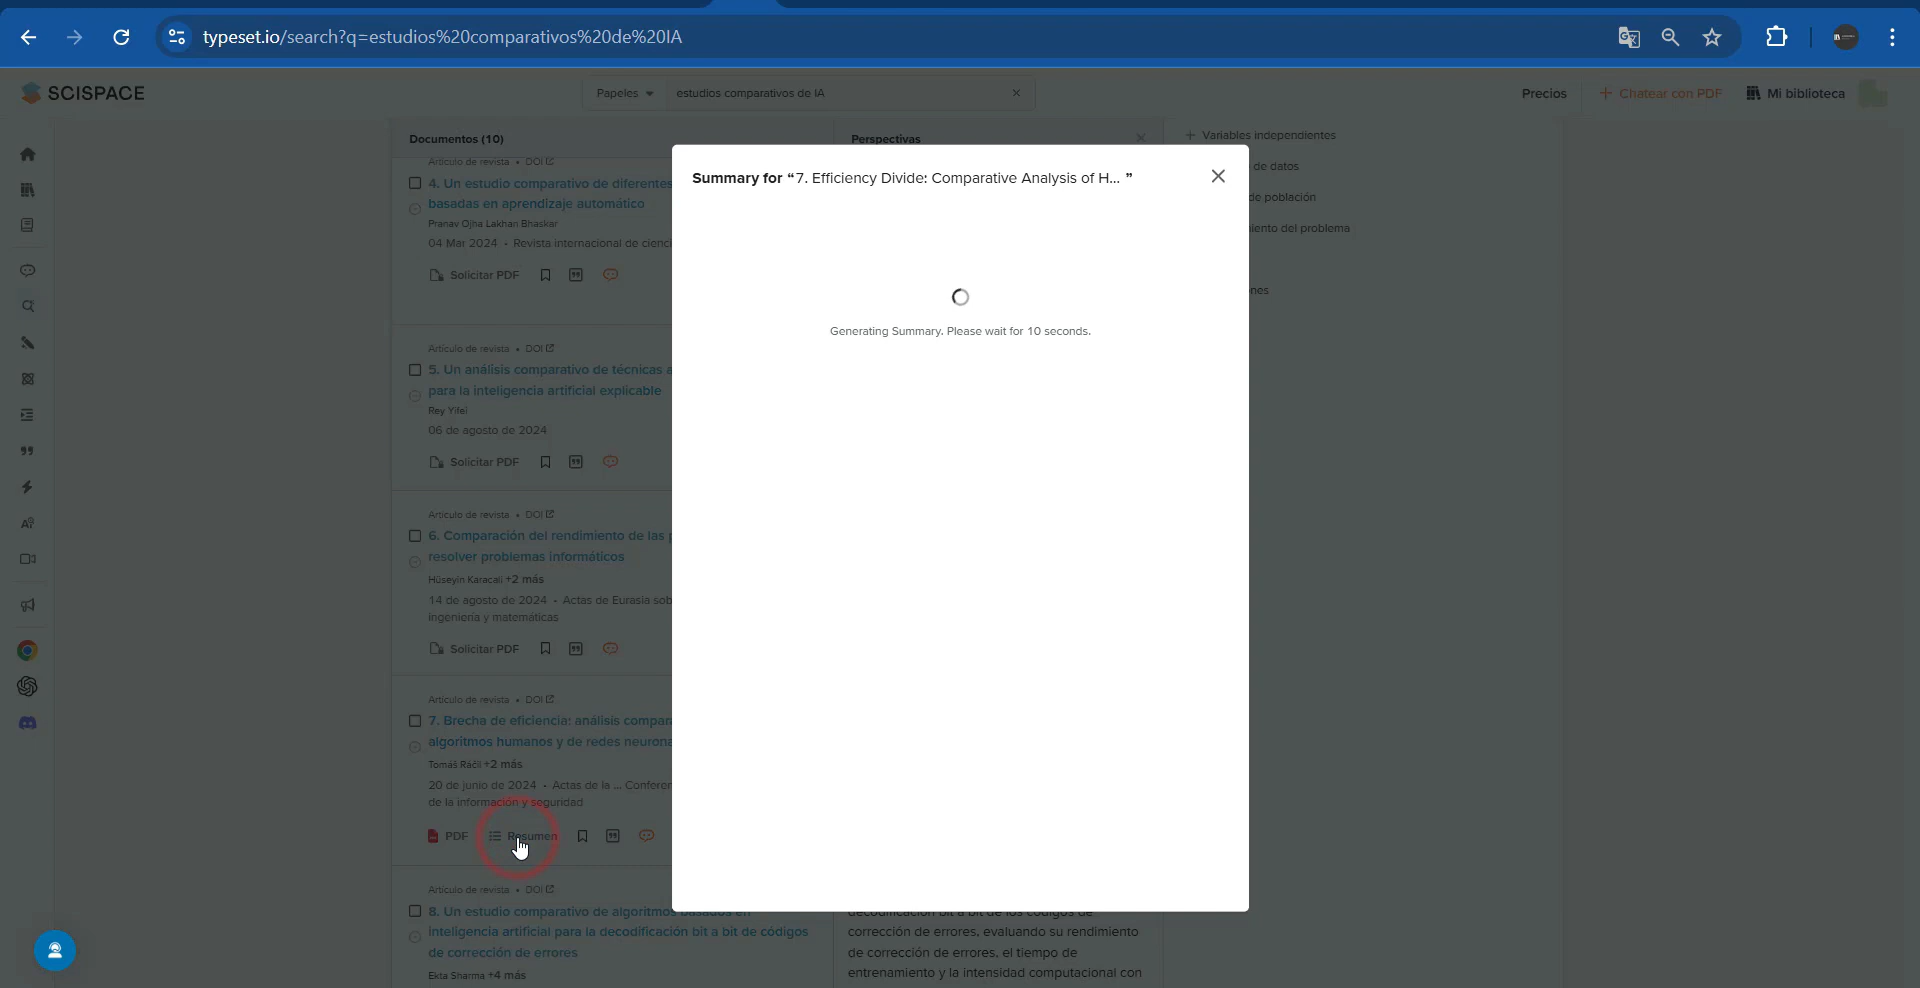 typeset.io/search?q=estudios%20comparativos%20de%20IA
SCISPACE
Papeles
estudios comparativos de IA
Precios
+ Chatear con PDF
Mi biblioteca
Documentos (10)
Perspectivas
+ Variables independientes
de datos
de población
iento del problema
nes
Artículo de revista • DOI
4. Un estudio comparativo de diferentes
basadas en aprendizaje automático
Pranav Ojha Lakhan Bhaskar
04 Mar 2024 • Revista internacional de cienci
Solicitar PDF
Artículo de revista • DOI
5. Un análisis comparativo de técnicas a
para la inteligencia artificial explicable
Rey Yifei
06 de agosto de 2024
Solicitar PDF
Artículo de revista • DOI
6. Comparación del rendimiento de las p
resolver problemas informáticos
Hüseyin Karacali +2 más
14 de agosto de 2024 • Actas de Eurasia sob
ingeniería y matemáticas
Solicitar PDF
Artículo de revista • DOI
7. Brecha de eficiencia: análisis compara
algoritmos humanos y de redes neurona
Tomáš Ráčil +2 más
20 de junio de 2024 • Actas de la ... Conferen
de la información y seguridad
PDF
Resumen
Artículo de revista • DOI
8. Un estudio comparativo de algoritmos basados en
inteligencia artificial para la decodificación bit a bit de códigos
de corrección de errores
Ekta Sharma +4 más
decodificación bit a bit de los códigos de
corrección de errores, evaluando su rendimiento
de corrección de errores, el tiempo de
entrenamiento y la intensidad computacional con
Summary for “7. Efficiency Divide: Comparative Analysis of H... ”
Generating Summary. Please wait for 10 seconds.